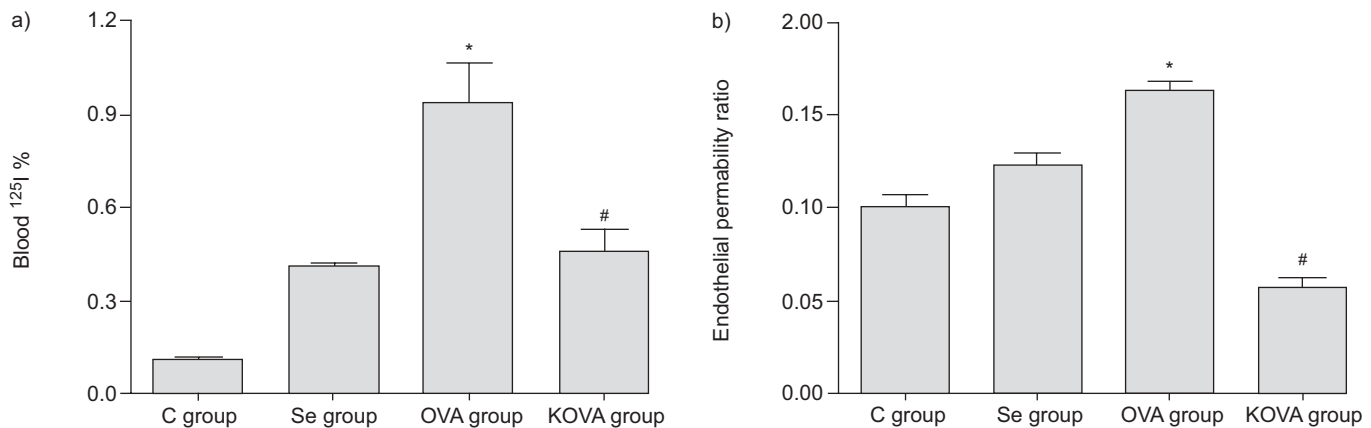 a)
Blood ¹²⁵I %
1.2
0.9
0.6
0.3
0.0
*
#
C group
Se group
OVA group
KOVA group
b)
Endothelial permability ratio
2.00
0.15
0.10
0.05
0.00
*
#
C group
Se group
OVA group
KOVA group